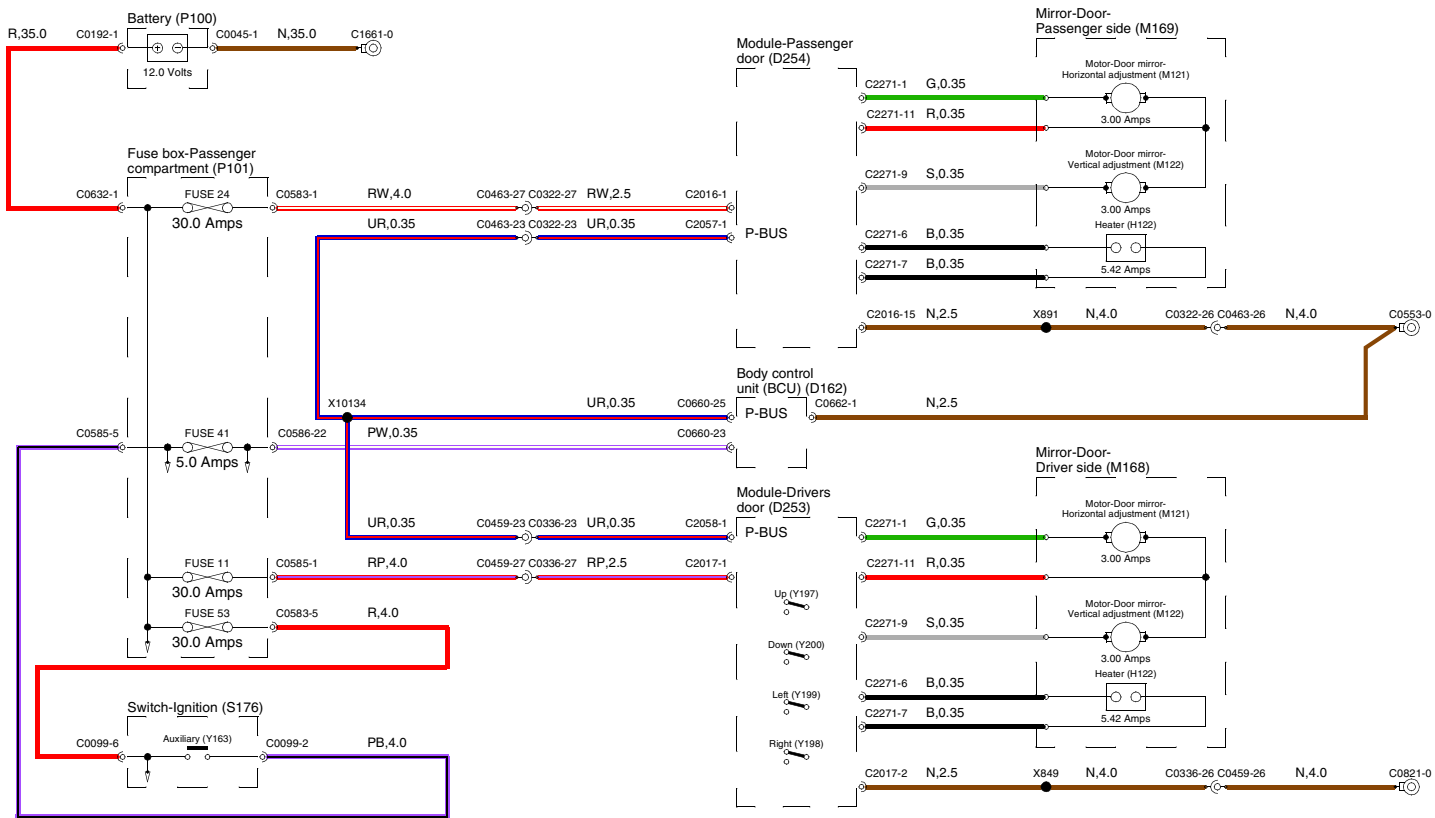 Battery (P100)
R,35.0 C0192-1 C0045-1 N,35.0 C1661-0
12.0 Volts
Fuse box-Passenger
compartment (P101)
C0632-1 FUSE 24 C0583-1 RW,4.0 C0463-27 C0322-27 RW,2.5 C2016-1
30.0 Amps
UR,0.35 C0463-23 C0322-23 UR,0.35 C2057-1
Module-Passenger
door (D254)
P-BUS
Mirror-Door-
Passenger side (M169)
C2271-1 G,0.35
Motor-Door mirror-
Horizontal adjustment (M121)
3.00 Amps
C2271-11 R,0.35
C2271-9 S,0.35
Motor-Door mirror-
Vertical adjustment (M122)
3.00 Amps
C2271-6 B,0.35
Heater (H122)
5.42 Amps
C2271-7 B,0.35
C2016-15 N,2.5 X891 N,4.0 C0322-26 C0463-26 N,4.0 C0553-0
Body control
unit (BCU) (D162)
X10134 UR,0.35 C0660-25 P-BUS C0662-1 N,2.5
C0585-5 FUSE 41 C0586-22 PW,0.35 C0660-23
5.0 Amps
Module-Drivers
door (D253)
UR,0.35 C0459-23 C0336-23 UR,0.35 C2058-1 P-BUS
FUSE 11 C0585-1 RP,4.0 C0459-27 C0336-27 RP,2.5 C2017-1
30.0 Amps
FUSE 53 C0583-5 R,4.0
30.0 Amps
Up (Y197)
Down (Y200)
Left (Y199)
Right (Y198)
Mirror-Door-
Driver side (M168)
C2271-1 G,0.35
Motor-Door mirror-
Horizontal adjustment (M121)
3.00 Amps
C2271-11 R,0.35
C2271-9 S,0.35
Motor-Door mirror-
Vertical adjustment (M122)
3.00 Amps
C2271-6 B,0.35
Heater (H122)
5.42 Amps
C2271-7 B,0.35
C2017-2 N,2.5 X849 N,4.0 C0336-26 C0459-26 N,4.0 C0821-0
Switch-Ignition (S176)
C0099-6 Auxiliary (Y163) C0099-2 PB,4.0